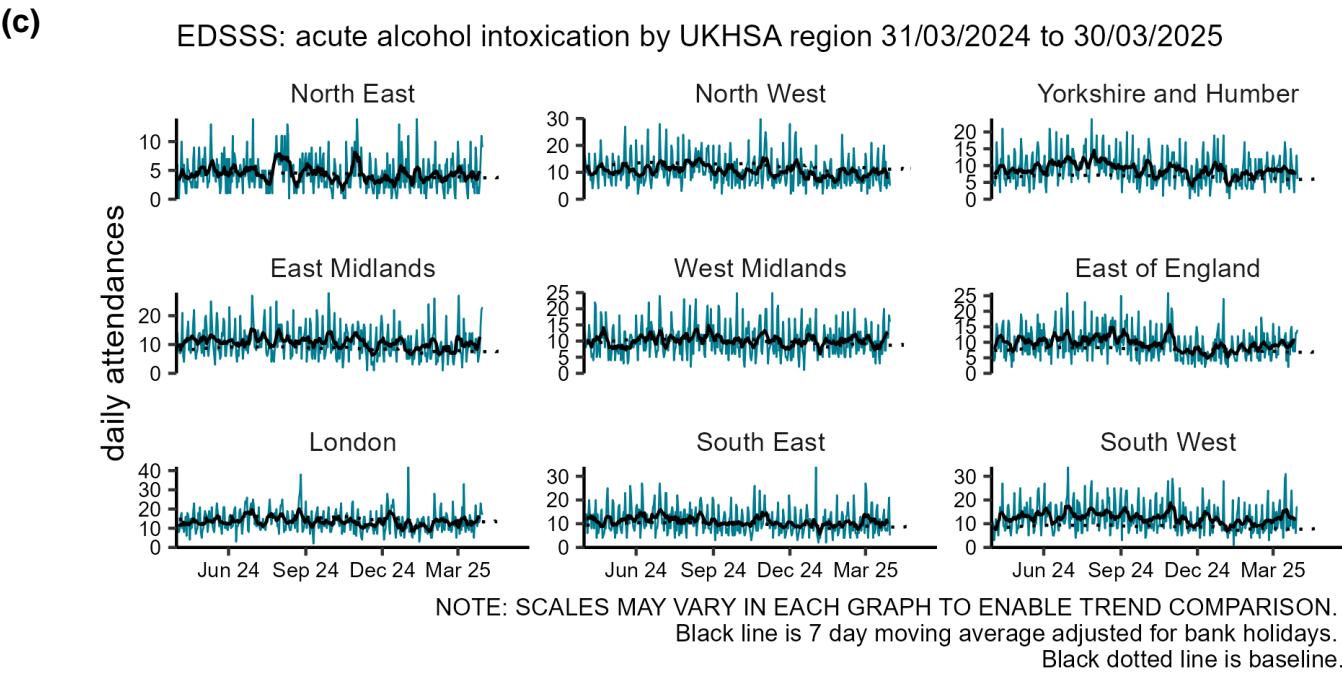 (c)
EDSSS: acute alcohol intoxication by UKHSA region 31/03/2024 to 30/03/2025
daily attendances
North East
10
5
0
North West
30
20
10
0
Yorkshire and Humber
20
15
10
5
0
East Midlands
20
10
0
West Midlands
25
20
15
10
5
0
East of England
25
20
15
10
5
0
London
40
30
20
10
0
South East
30
20
10
0
South West
30
20
10
0
Jun 24 Sep 24 Dec 24 Mar 25
Jun 24 Sep 24 Dec 24 Mar 25
Jun 24 Sep 24 Dec 24 Mar 25
NOTE: SCALES MAY VARY IN EACH GRAPH TO ENABLE TREND COMPARISON.
Black line is 7 day moving average adjusted for bank holidays.
Black dotted line is baseline.